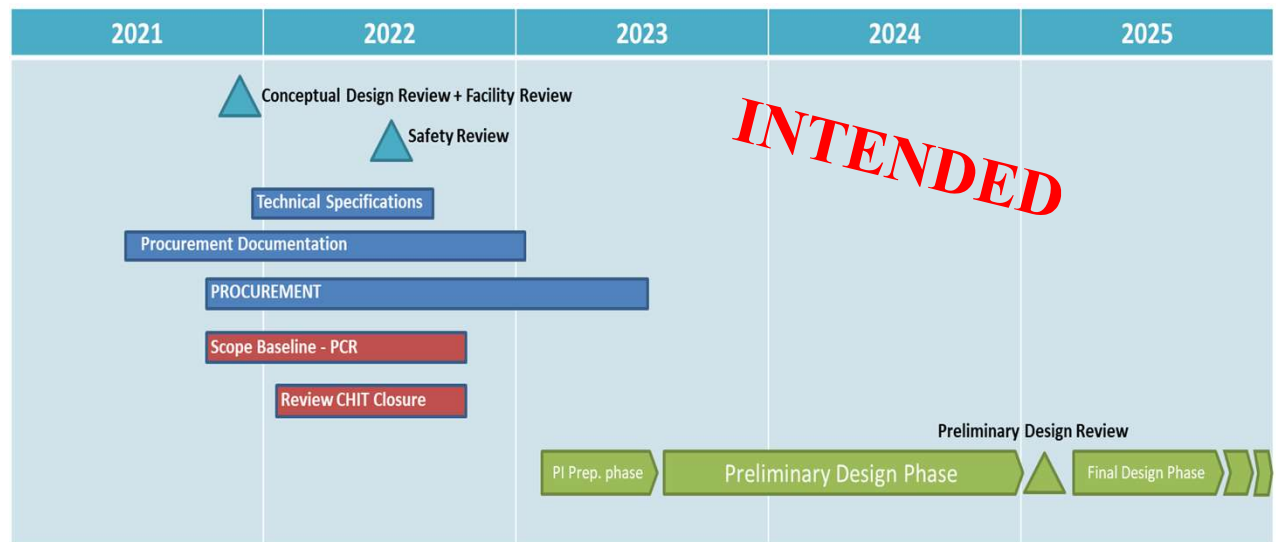 2021 2022 2023 2024 2025
Conceptual Design Review + Facility Review
INTENDED
Safety Review
Technical Specifications
Procurement Documentation
PROCUREMENT
Scope Baseline - PCR
Review CHIT Closure
Preliminary Design Review
PI Prep. phase Preliminary Design Phase Final Design Phase